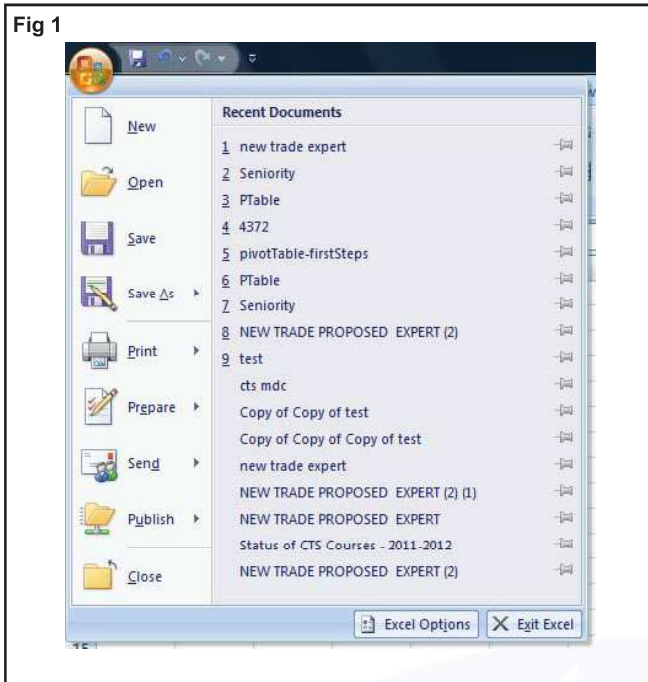 Fig 1
New
Open
Save
Save As
Print
Prepare
Send
Publish
Close
Recent Documents
1 new trade expert
2 Seniority
3 PTable
4 4372
5 pivotTable-firstSteps
6 PTable
7 Seniority
8 NEW TRADE PROPOSED EXPERT (2)
9 test
cts mdc
Copy of Copy of test
Copy of Copy of Copy of test
new trade expert
NEW TRADE PROPOSED EXPERT (2) (1)
NEW TRADE PROPOSED EXPERT
Status of CTS Courses - 2011-2012
NEW TRADE PROPOSED EXPERT (2)
Excel Options
Exit Excel